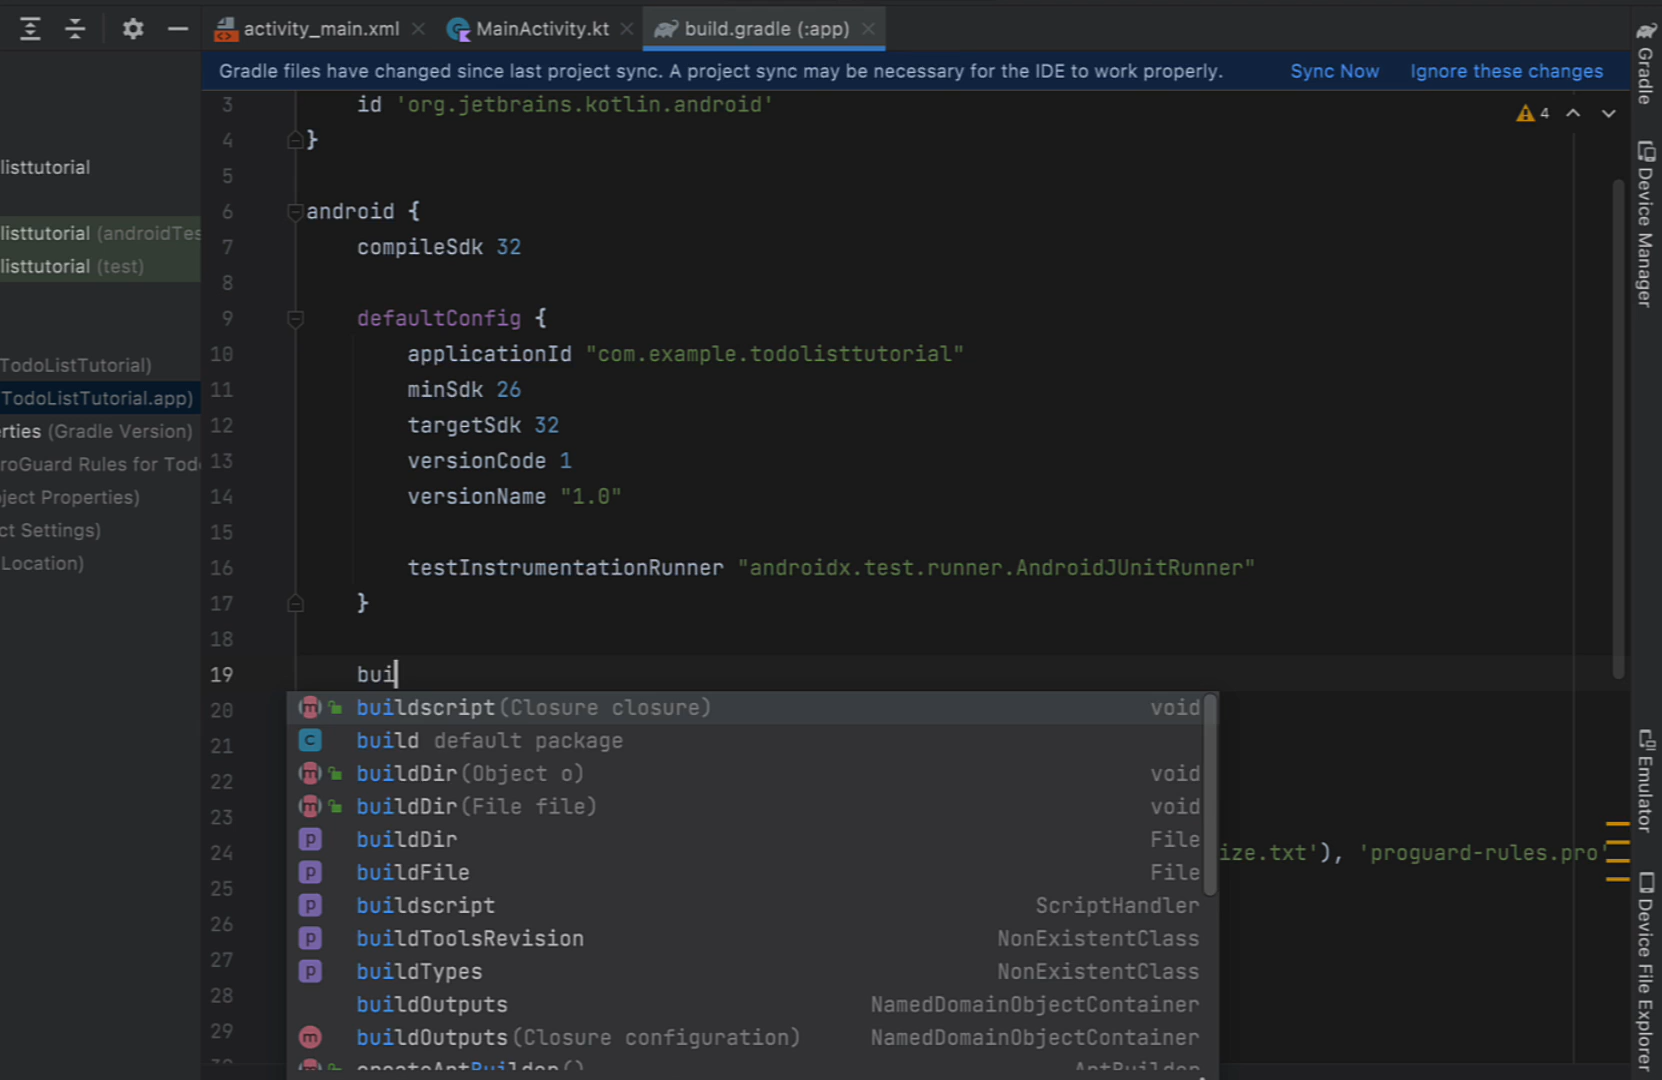 activity_main.xml
MainActivity.kt
build.gradle (:app)
Gradle files have changed since last project sync. A project sync may be necessary for the IDE to work properly.
Sync Now
Ignore these changes
listtutorial
listtutorial (androidTes
listtutorial (test)
TodoListTutorial)
TodoListTutorial.app)
rties (Gradle Version)
roGuard Rules for Tod
ject Properties)
ct Settings)
Location)
3 id 'org.jetbrains.kotlin.android'
4 }
5
6 android {
7 compileSdk 32
8
9 defaultConfig {
10 applicationId "com.example.todolisttutorial"
11 minSdk 26
12 targetSdk 32
13 versionCode 1
14 versionName "1.0"
15
16 testInstrumentationRunner "androidx.test.runner.AndroidJUnitRunner"
17 }
18
19 bui
20
21
22
23
24 ize.txt'), 'proguard-rules.pro'
25
26
27
28
29
4
m buildscript(Closure closure) void
C build default package
m buildDir(Object o) void
m buildDir(File file) void
p buildDir File
p buildFile File
p buildscript ScriptHandler
p buildToolsRevision NonExistentClass
p buildTypes NonExistentClass
buildOutputs NamedDomainObjectContainer
m buildOutputs(Closure configuration) NamedDomainObjectContainer
m createAntBuilder() AntBuilder
Gradle
Device Manager
Emulator
Device File Explorer